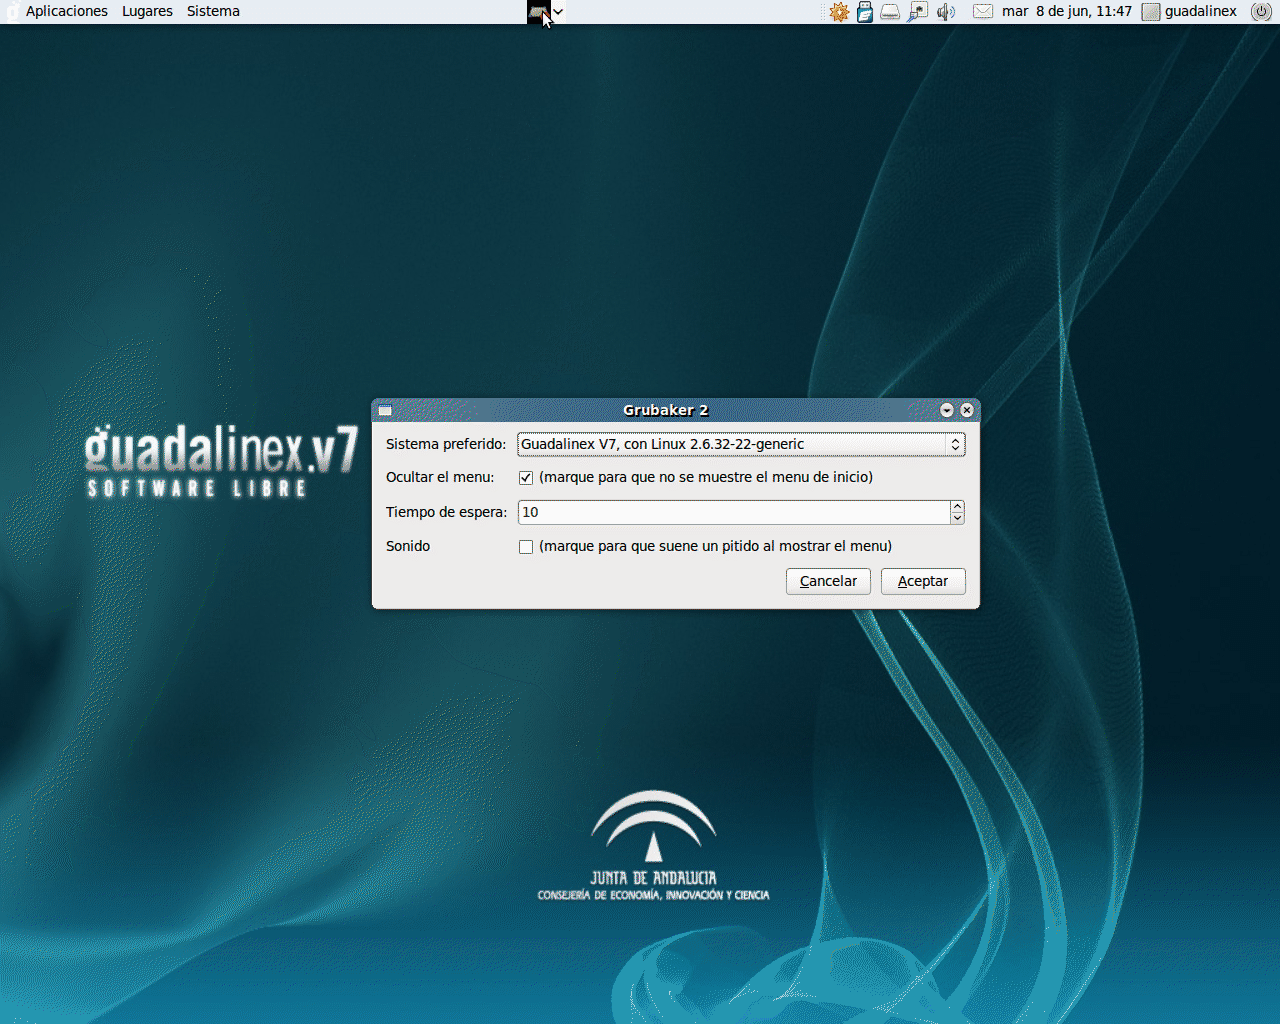 Aplicaciones Lugares Sistema mar 8 de jun, 11:47 guadalinex
Grubaker 2
Sistema preferido: Guadalinex V7, con Linux 2.6.32-22-generic
Ocultar el menu: (marque para que no se muestre el menu de inicio)
Tiempo de espera: 10
Sonido (marque para que suene un pitido al mostrar el menu)
Cancelar Aceptar
guadalinex.v7
SOFTWARE LIBRE
JUNTA DE ANDALUCIA
CONSEJERÍA DE ECONOMÍA, INNOVACIÓN Y CIENCIA